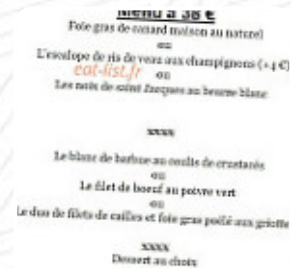 Menu à 38 €
Foie gras de canard maison au naturel
ou
L'escalope de ris de veau aux champignons (+4 €)
eat-list.fr
ou
Les noix de saint Jacques au beurre blanc
xxxx
Le blanc de barbue au coulis de crustacés
ou
Le filet de boeuf au poivre vert
ou
Le duo de filets de cailles et foie gras poêlé aux griottes
xxxx
Dessert au choix